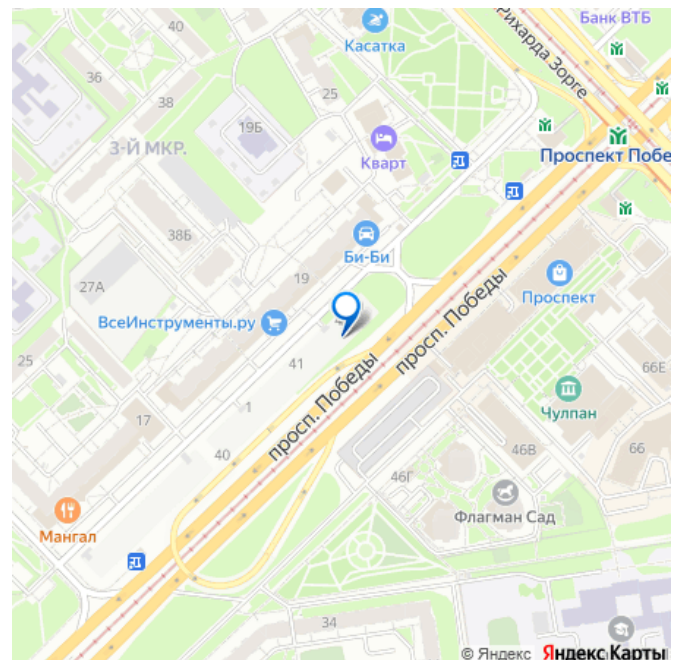 40
Банк ВТБ
Касатка
Рихарда Зорге
36
38
25
19Б
3-Й МКР.
Кварт
Проспект Побе
38Б
Би-Би
27А
19
Проспект
ВсеИнструменты.ру
просп. Победы
25
41
просп. Победы
66Е
Чулпан
17
1
40
46В
66
46Г
Мангал
Флагман Сад
34
© Яндекс Яндекс Карты